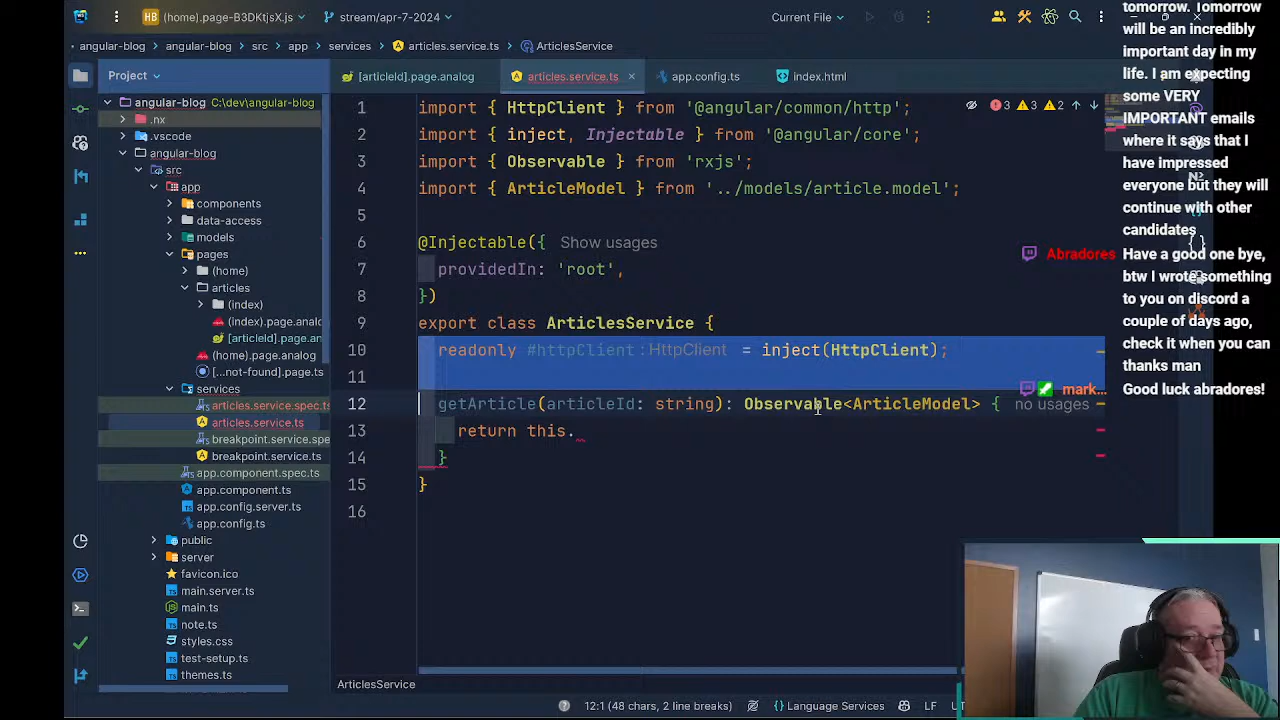 (home).page-B3DKtjsX.js
stream/apr-7-2024
Current File
angular-blog
angular-blog
src
app
services
articles.service.ts
ArticlesService
Project
[articleId].page.analog
articles.service.ts
app.config.ts
index.html
angular-blog C:\dev\angular-blog
.nx
.vscode
angular-blog
src
app
components
data-access
models
pages
(home)
articles
(index)
(index).page.analo
[articleId].page.
(home).page.analog
[...not-found].page.ts
services
articles.service.spec.ts
articles.service.ts
breakpoint.service.spe
breakpoint.service.ts
app.component.spec.ts
app.component.ts
app.config.server.ts
app.config.ts
public
server
favicon.ico
main.server.ts
main.ts
note.ts
styles.css
test-setup.ts
themes.ts
1 import { HttpClient } from '@angular/common/http';
2 import { inject, Injectable } from '@angular/core';
3 import { Observable } from 'rxjs';
4 import { ArticleModel } from '../models/article.model';
5
6 @Injectable({ Show usages
7 providedIn: 'root',
8 })
9 export class ArticlesService {
10 readonly #httpClient : HttpClient = inject(HttpClient);
11
12 getArticle(articleId: string): Observable<ArticleModel> { no usages
13 return this.
14 }
15 }
16
3 3 2
tomorrow. Tomorrow
will be an incredibly
important day in my
life. I am expecting
some VERY
IMPORTANT emails
where it says that I
have impressed
everyone but they will
continue with other
candidates
Abradores
Have a good one bye,
btw I wrote something
to you on discord a
couple of days ago,
check it when you can
thanks man
mark...
Good luck abradores!
ArticlesService
12:1 (48 chars, 2 line breaks)
Language Services
LF